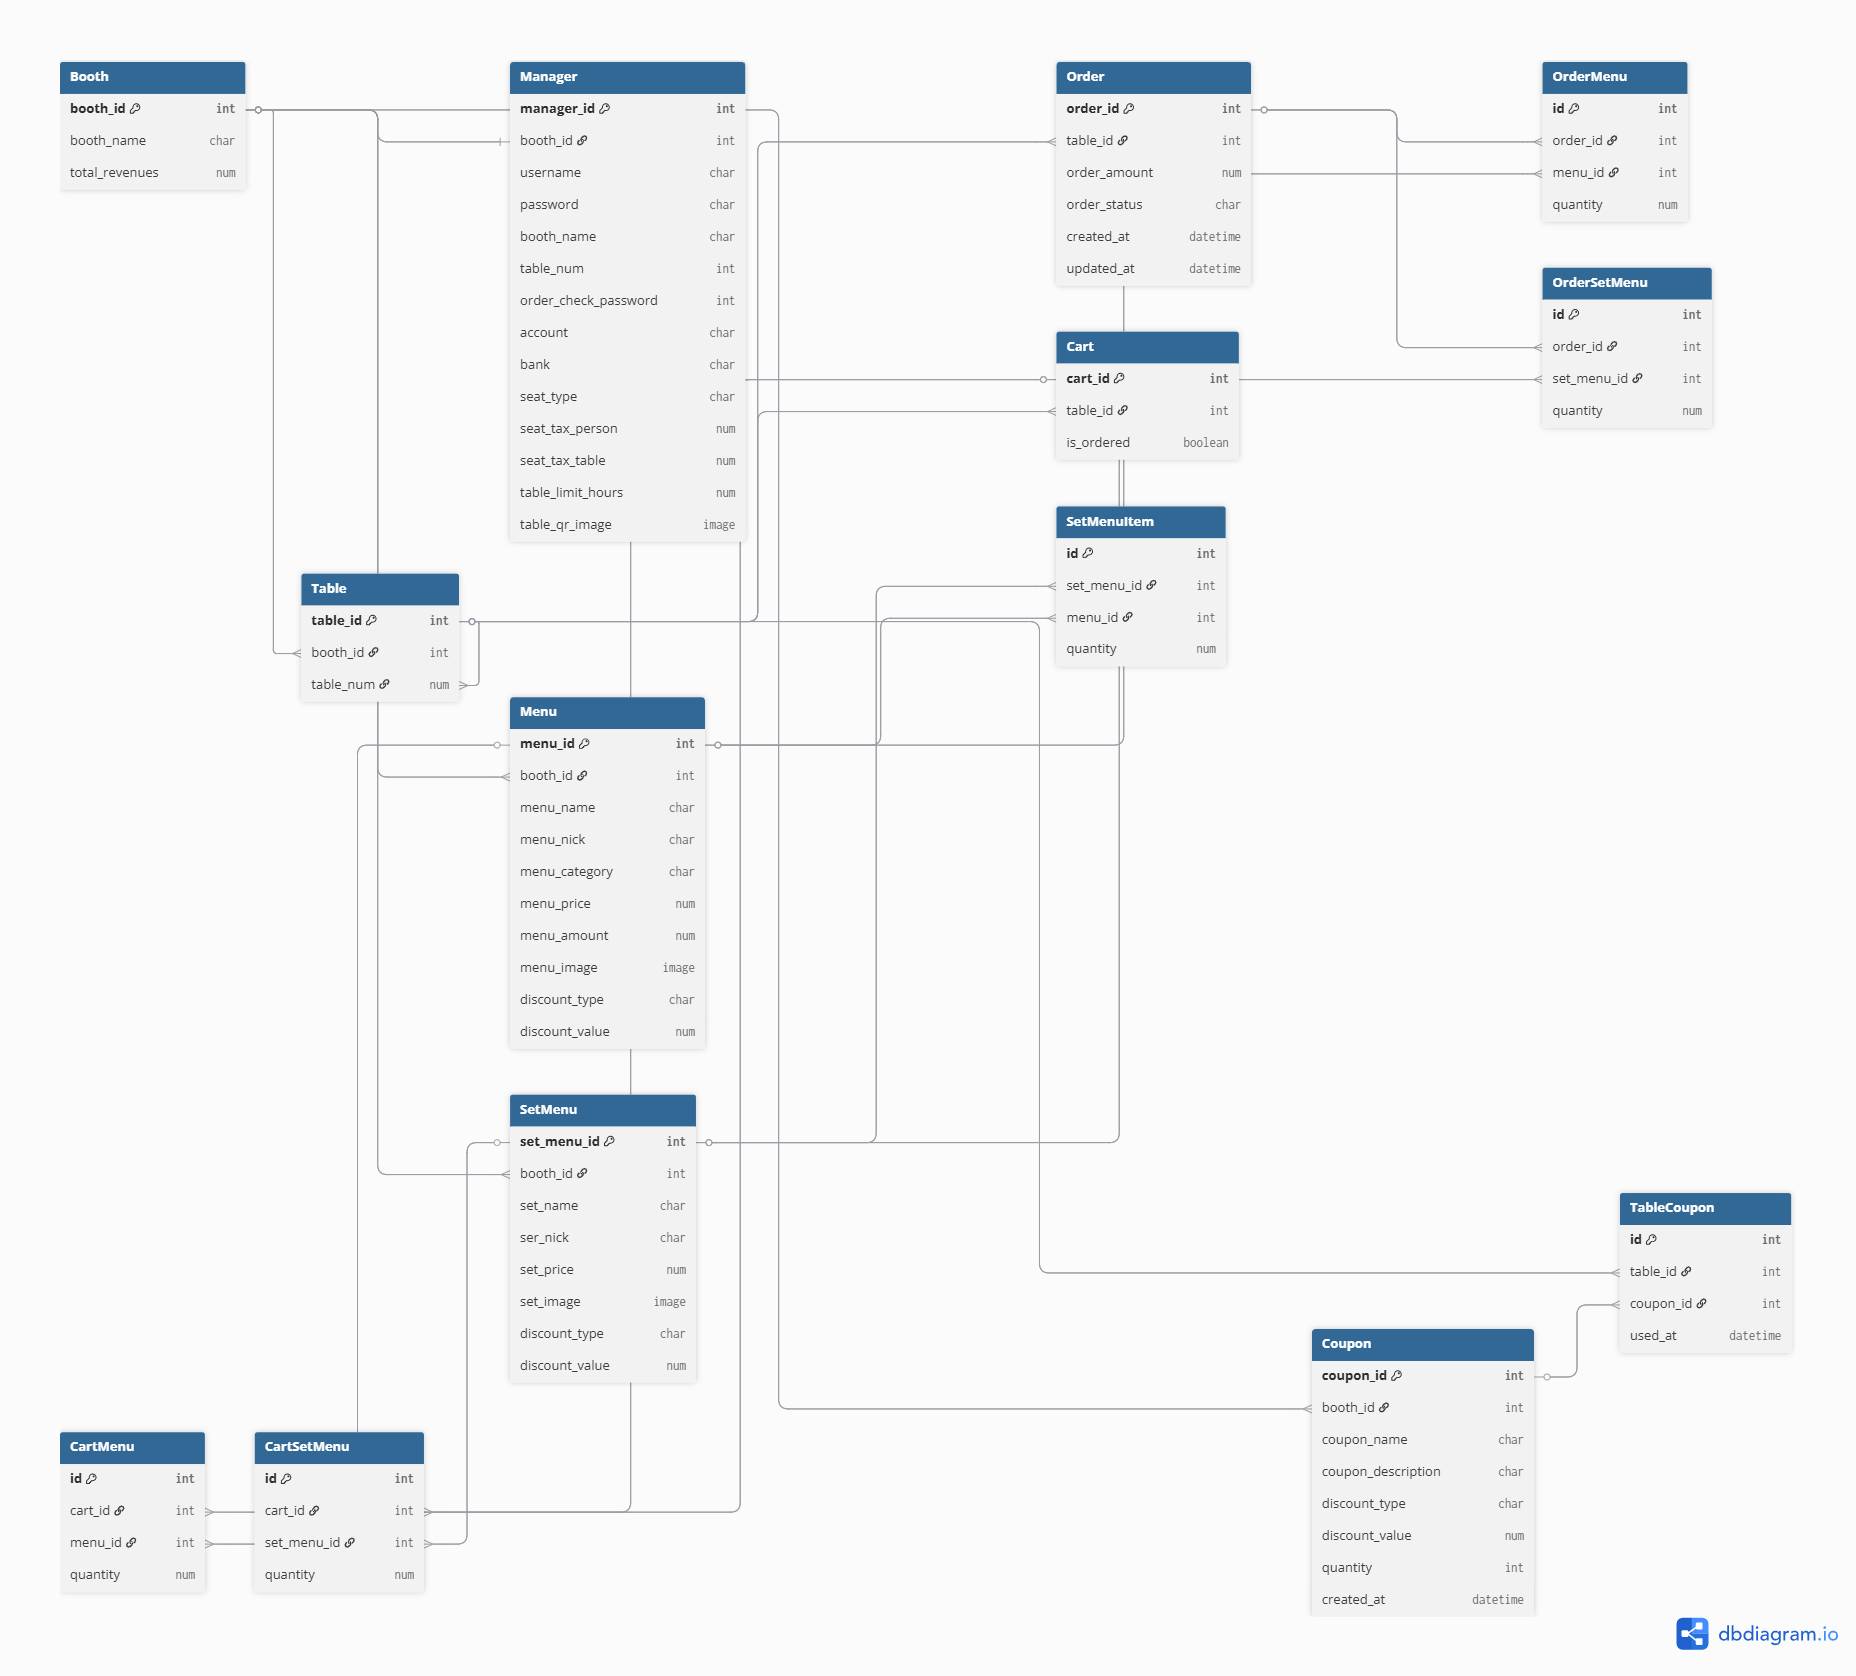 Booth
booth_id int
booth_name char
total_revenues num
Manager
manager_id int
booth_id int
username char
password char
booth_name char
table_num int
order_check_password int
account char
bank char
seat_type char
seat_tax_person num
seat_tax_table num
table_limit_hours num
table_qr_image image
Order
order_id int
table_id int
order_amount num
order_status char
created_at datetime
updated_at datetime
OrderMenu
id int
order_id int
menu_id int
quantity num
OrderSetMenu
id int
order_id int
set_menu_id int
quantity num
Cart
cart_id int
table_id int
is_ordered boolean
SetMenuItem
id int
set_menu_id int
menu_id int
quantity num
Table
table_id int
booth_id int
table_num num
Menu
menu_id int
booth_id int
menu_name char
menu_nick char
menu_category char
menu_price num
menu_amount num
menu_image image
discount_type char
discount_value num
SetMenu
set_menu_id int
booth_id int
set_name char
ser_nick char
set_price num
set_image image
discount_type char
discount_value num
TableCoupon
id int
table_id int
coupon_id int
used_at datetime
Coupon
coupon_id int
booth_id int
coupon_name char
coupon_description char
discount_type char
discount_value num
quantity int
created_at datetime
CartMenu
id int
cart_id int
menu_id int
quantity num
CartSetMenu
id int
cart_id int
set_menu_id int
quantity num
dbdiagram.io